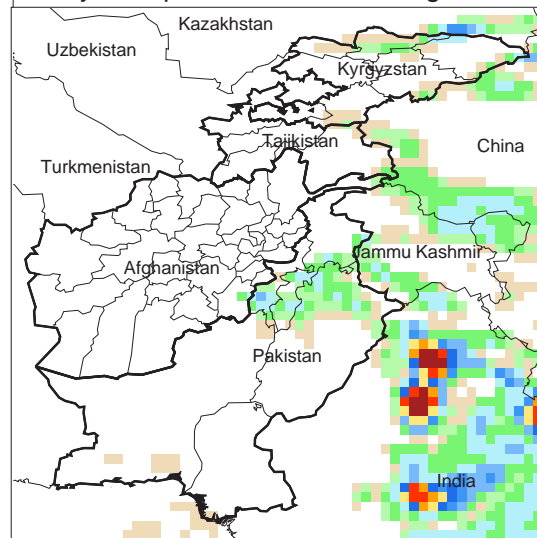 Kazakhstan
Uzbekistan
Kyrgyzstan
Tajikistan
China
Turkmenistan
Jammu Kashmir
Afghanistan
Pakistan
India